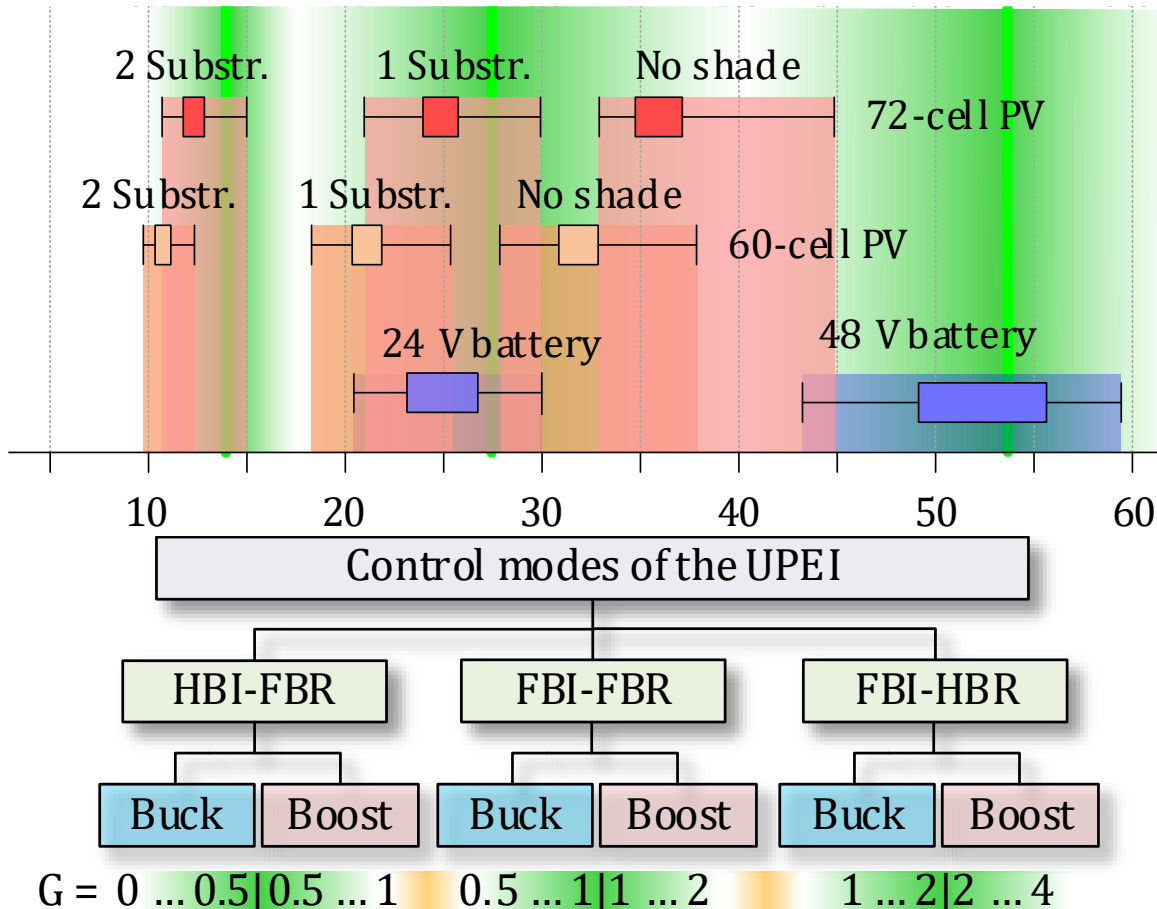 2 Substr. 1 Substr. No shade
72-cell PV
2 Substr. 1 Substr. No shade
60-cell PV
24 V battery 48 V battery
10 20 30 40 50 60
Control modes of the UPEI
HBI-FBR FBI-FBR FBI-HBR
Buck Boost Buck Boost Buck Boost
G = 0 ... 0.5|0.5 ... 1 0.5 ... 1|1 ... 2 1 ... 2|2 ... 4